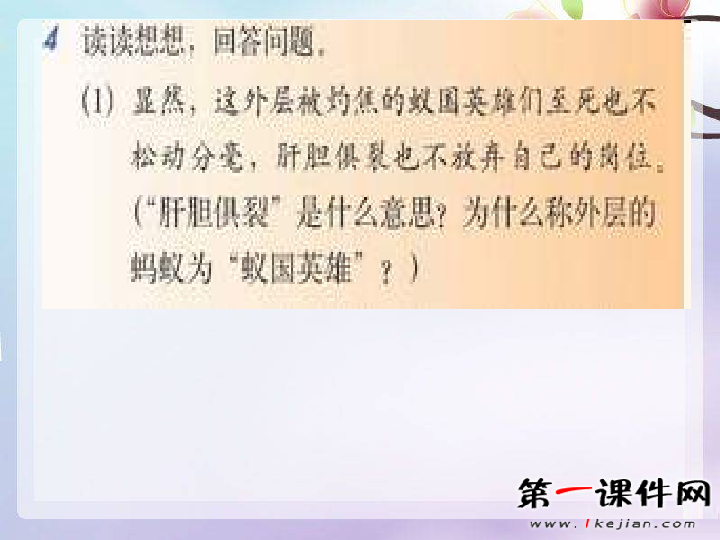 4 读读想想，回答问题。
(1) 显然，这外层被灼焦的蚁国英雄们至死也不
松动分毫，肝胆俱裂也不放弃自己的岗位。
(“肝胆俱裂”是什么意思？为什么称外层的
蚂蚁为“蚁国英雄”？)
第一课件网
www.1kejian.com